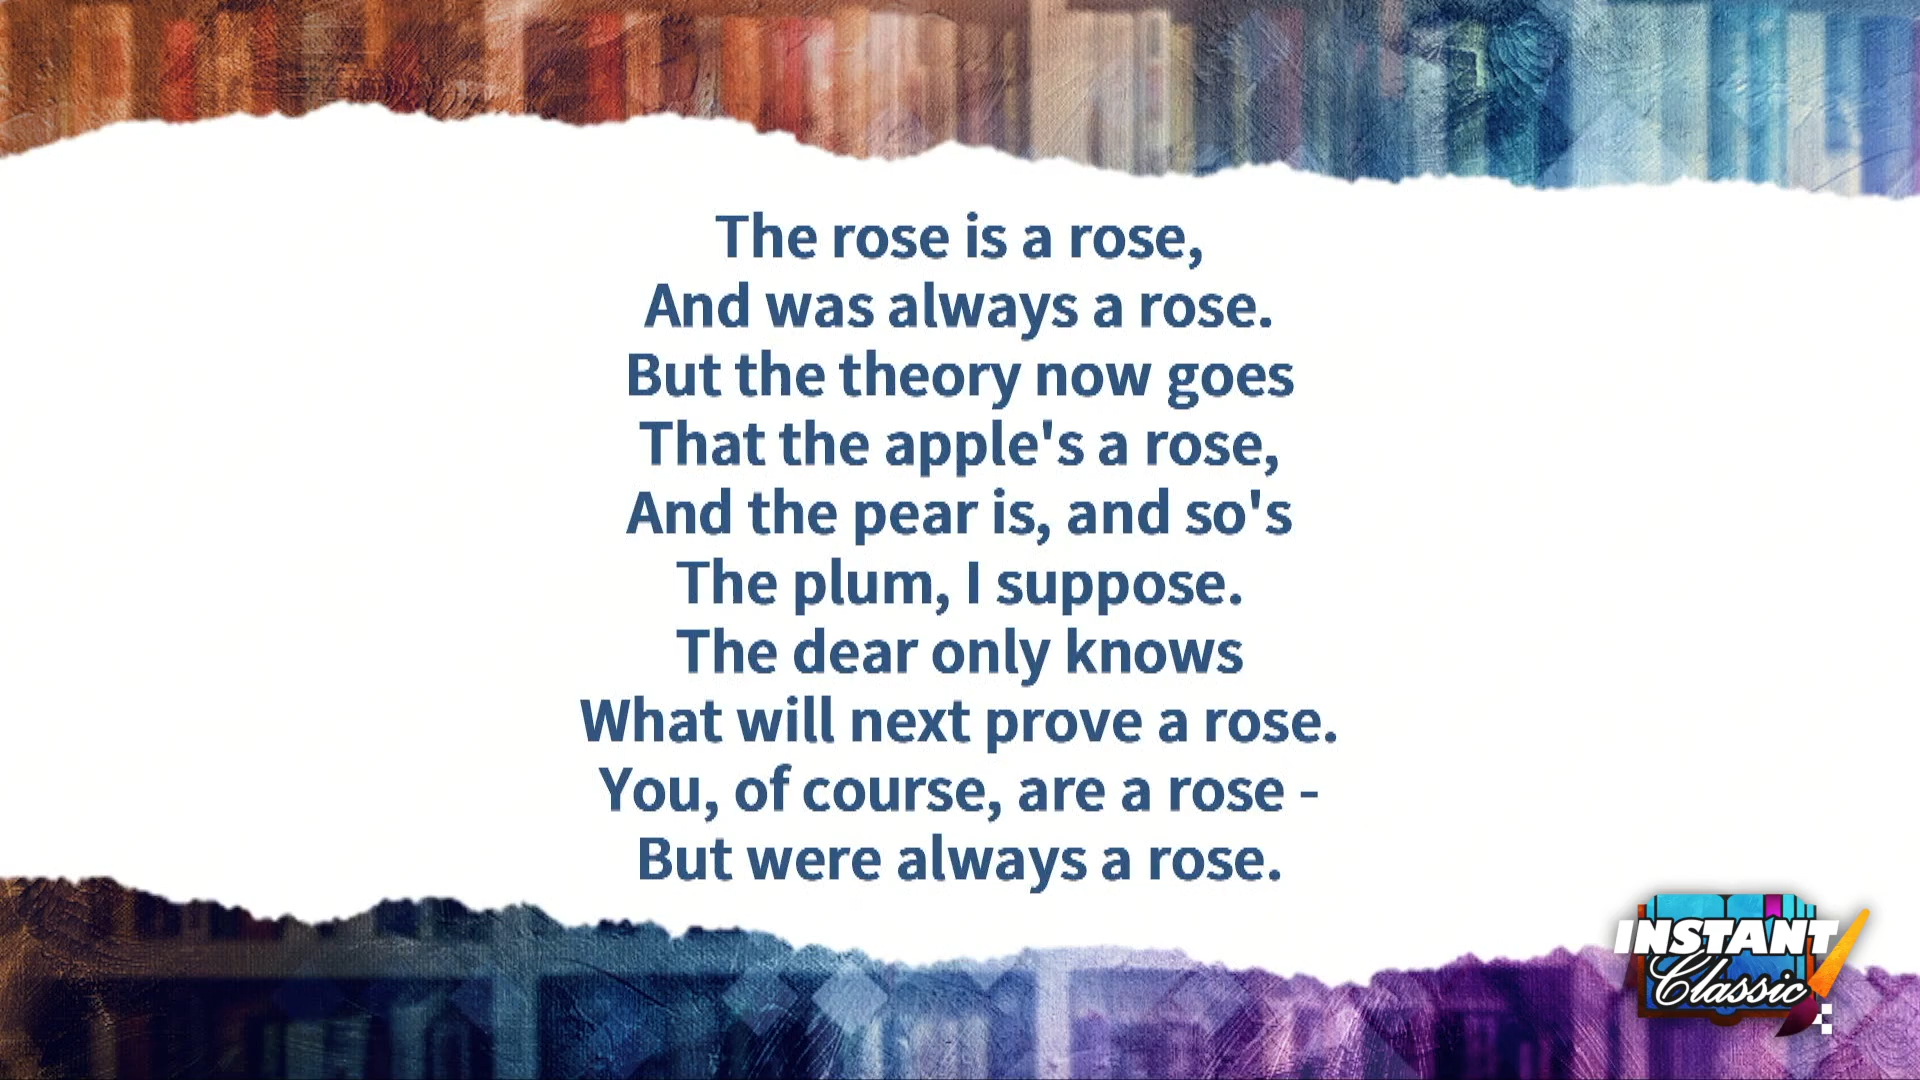 The rose is a rose,
And was always a rose.
But the theory now goes
That the apple's a rose,
And the pear is, and so's
The plum, I suppose.
The dear only knows
What will next prove a rose.
You, of course, are a rose -
But were always a rose.
INSTANT
Classic